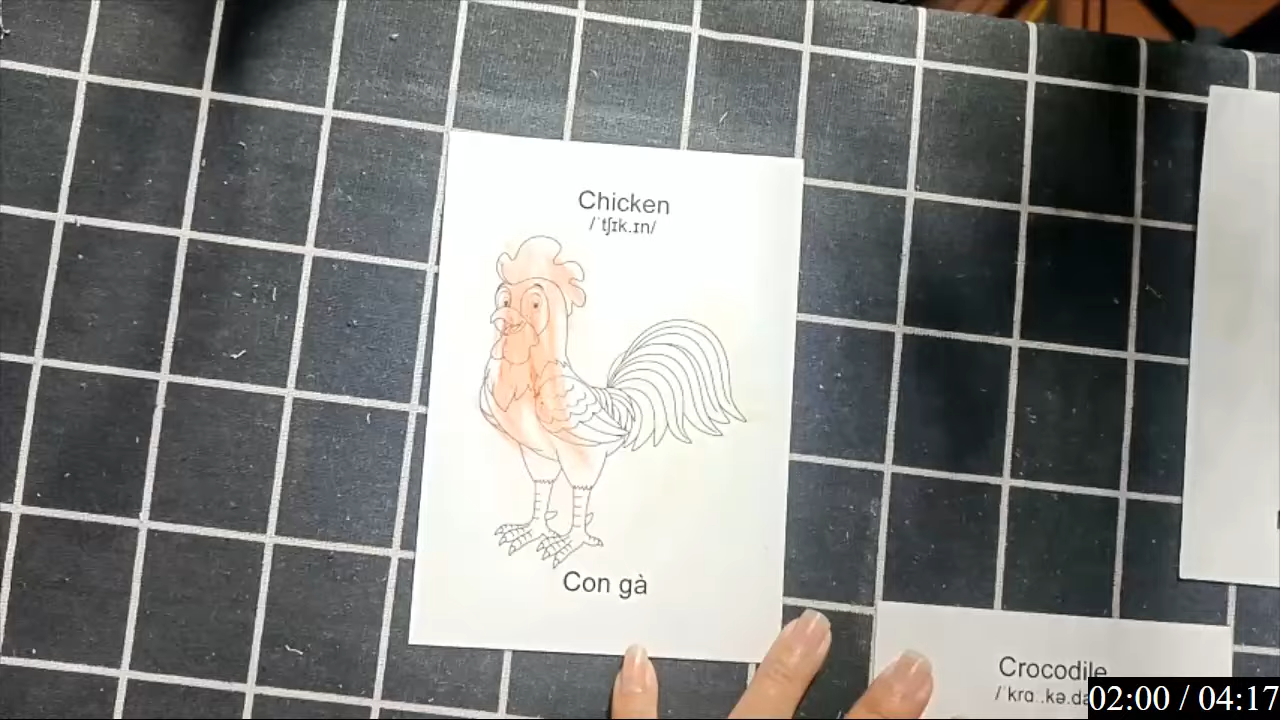 Chicken
/ˈtʃɪk.ɪn/
Con gà
Crocodile
02:00 / 04:17